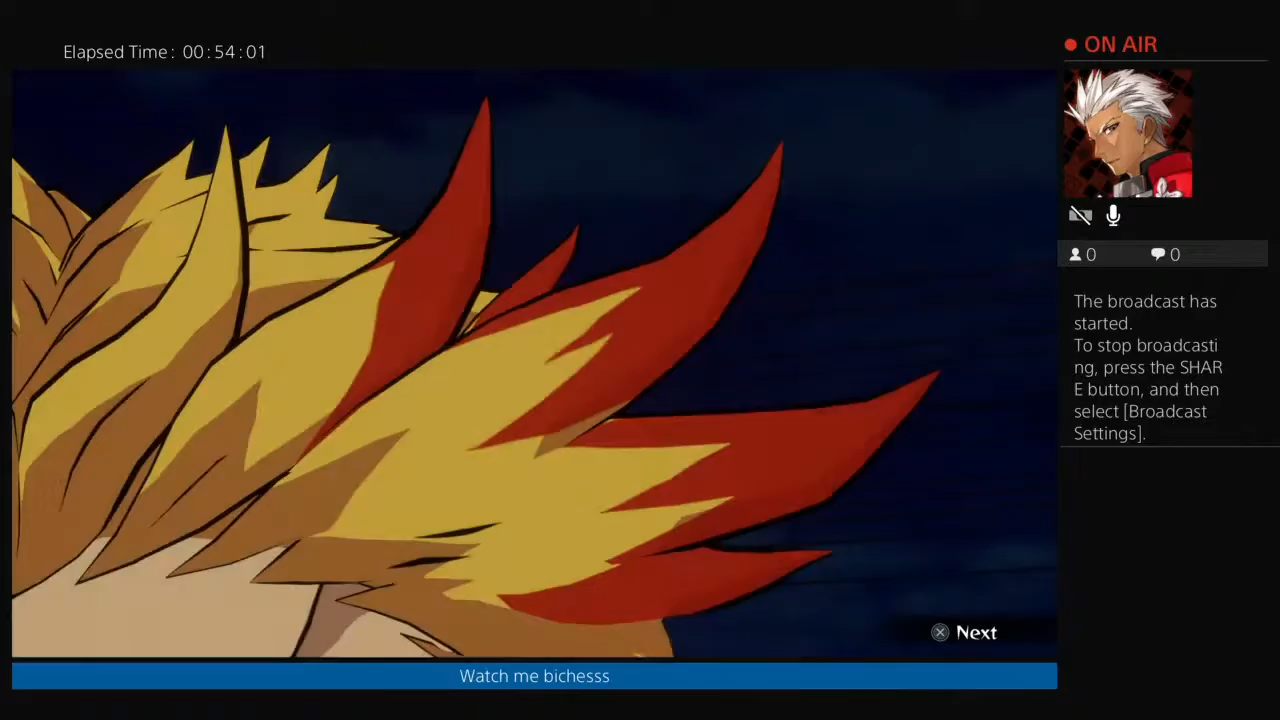 Elapsed Time: 00:54:01
ON AIR
0
0
The broadcast has
started.
To stop broadcasti
ng, press the SHAR
E button, and then
select [Broadcast
Settings].
Next
Watch me bichesss